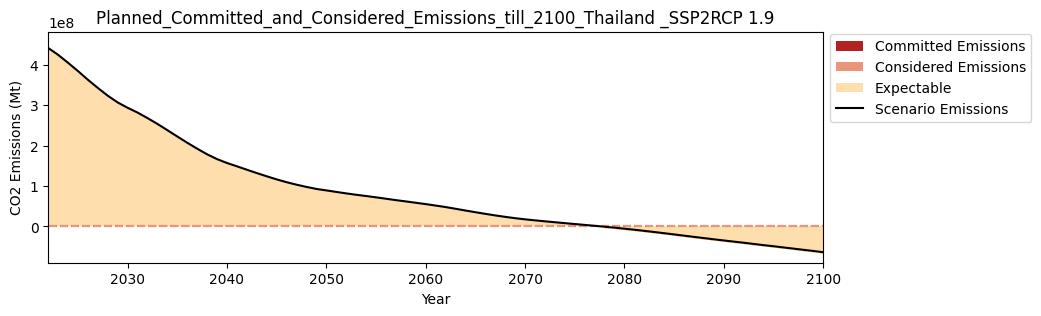 Planned_Committed_and_Considered_Emissions_till_2100_Thailand _SSP2RCP 1.9
1e8
4
3
2
1
0
CO2 Emissions (Mt)
2030 2040 2050 2060 2070 2080 2090 2100
Year
Committed Emissions
Considered Emissions
Expectable
Scenario Emissions